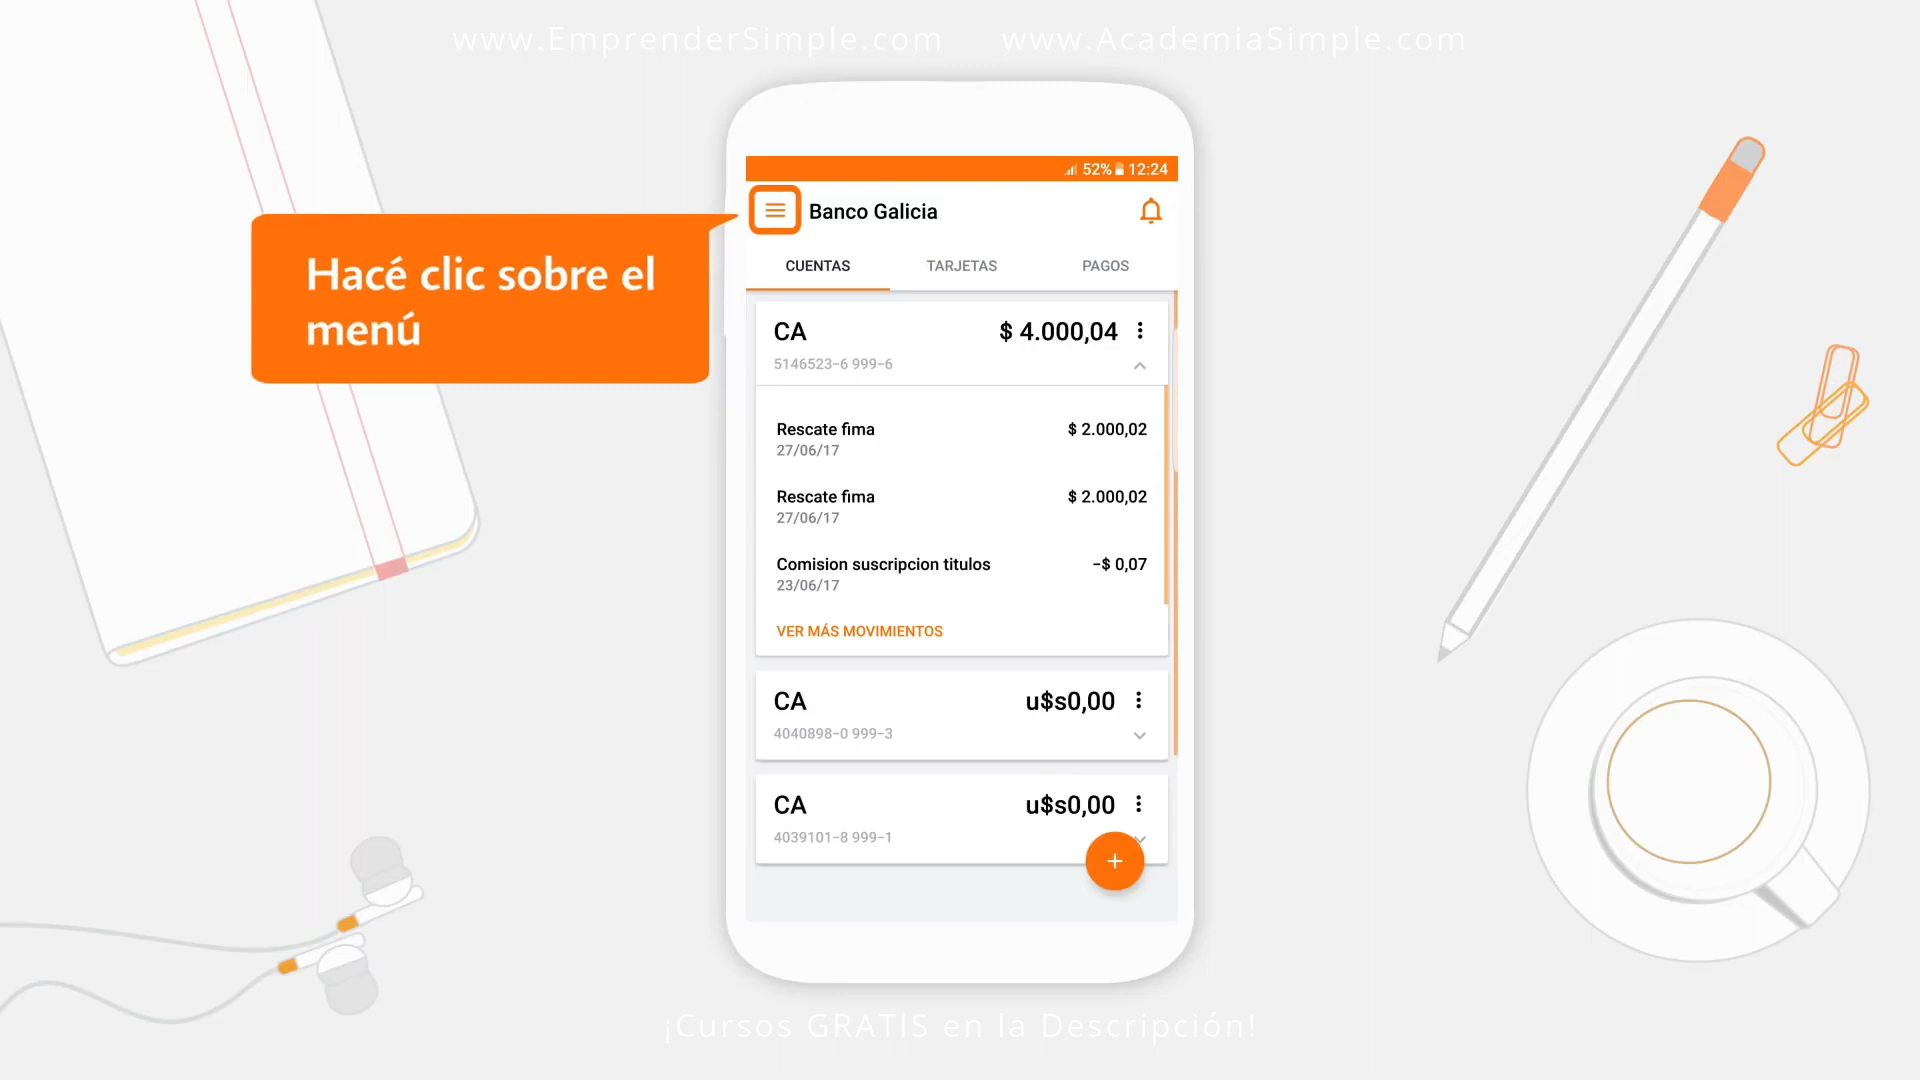 www.EmprenderSimple.com www.AcademiaSimple.com
52% 12:24
Banco Galicia
Hacé clic sobre el
menú
CUENTAS TARJETAS PAGOS
CA $ 4.000,04
5146523-6 999-6
Rescate fima $ 2.000,02
27/06/17
Rescate fima $ 2.000,02
27/06/17
Comision suscripcion titulos -$ 0,07
23/06/17
VER MÁS MOVIMIENTOS
CA u$s0,00
4040898-0 999-3
CA u$s0,00
4039101-8 999-1
+
¡Cursos GRATIS en la Descripción!